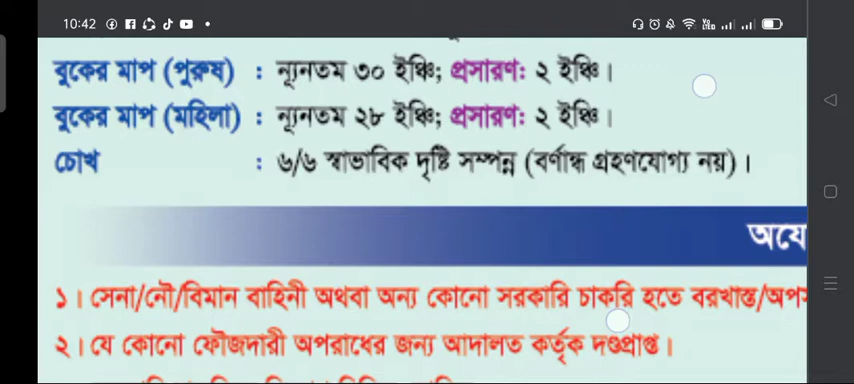 10:42
বুকের মাপ (পুরুষ) : ন্যূনতম ৩০ ইঞ্চি; প্রসারণ: ২ ইঞ্চি।
বুকের মাপ (মহিলা) : ন্যূনতম ২৮ ইঞ্চি; প্রসারণ: ২ ইঞ্চি।
চোখ : ৬/৬ স্বাভাবিক দৃষ্টি সম্পন্ন (বর্ণান্ধ গ্রহণযোগ্য নয়)।
অযো
১। সেনা/নৌ/বিমান বাহিনী অথবা অন্য কোনো সরকারি চাকরি হতে বরখাস্ত/অপস
২। যে কোনো ফৌজদারী অপরাধের জন্য আদালত কর্তৃক দণ্ডপ্রাপ্ত।